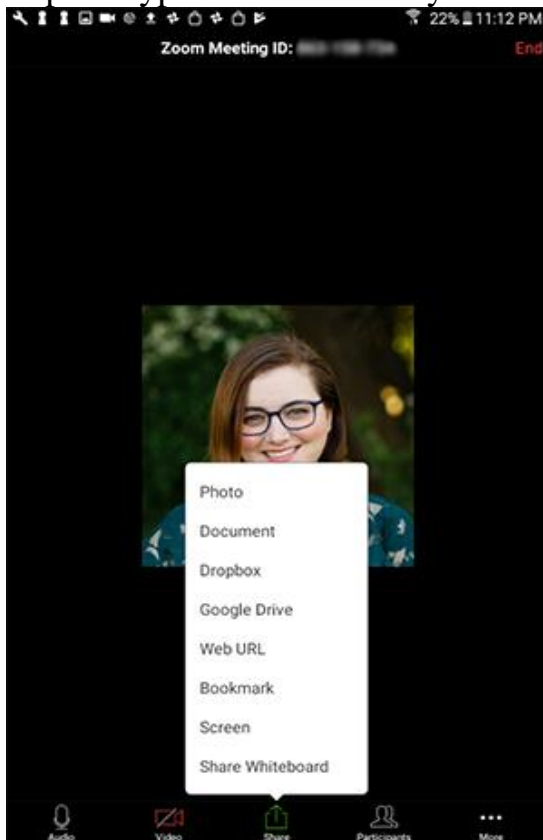 22% 11:12 PM
Zoom Meeting ID:
End
Photo
Document
Dropbox
Google Drive
Web URL
Bookmark
Screen
Share Whiteboard
Audio Video Share Participants More